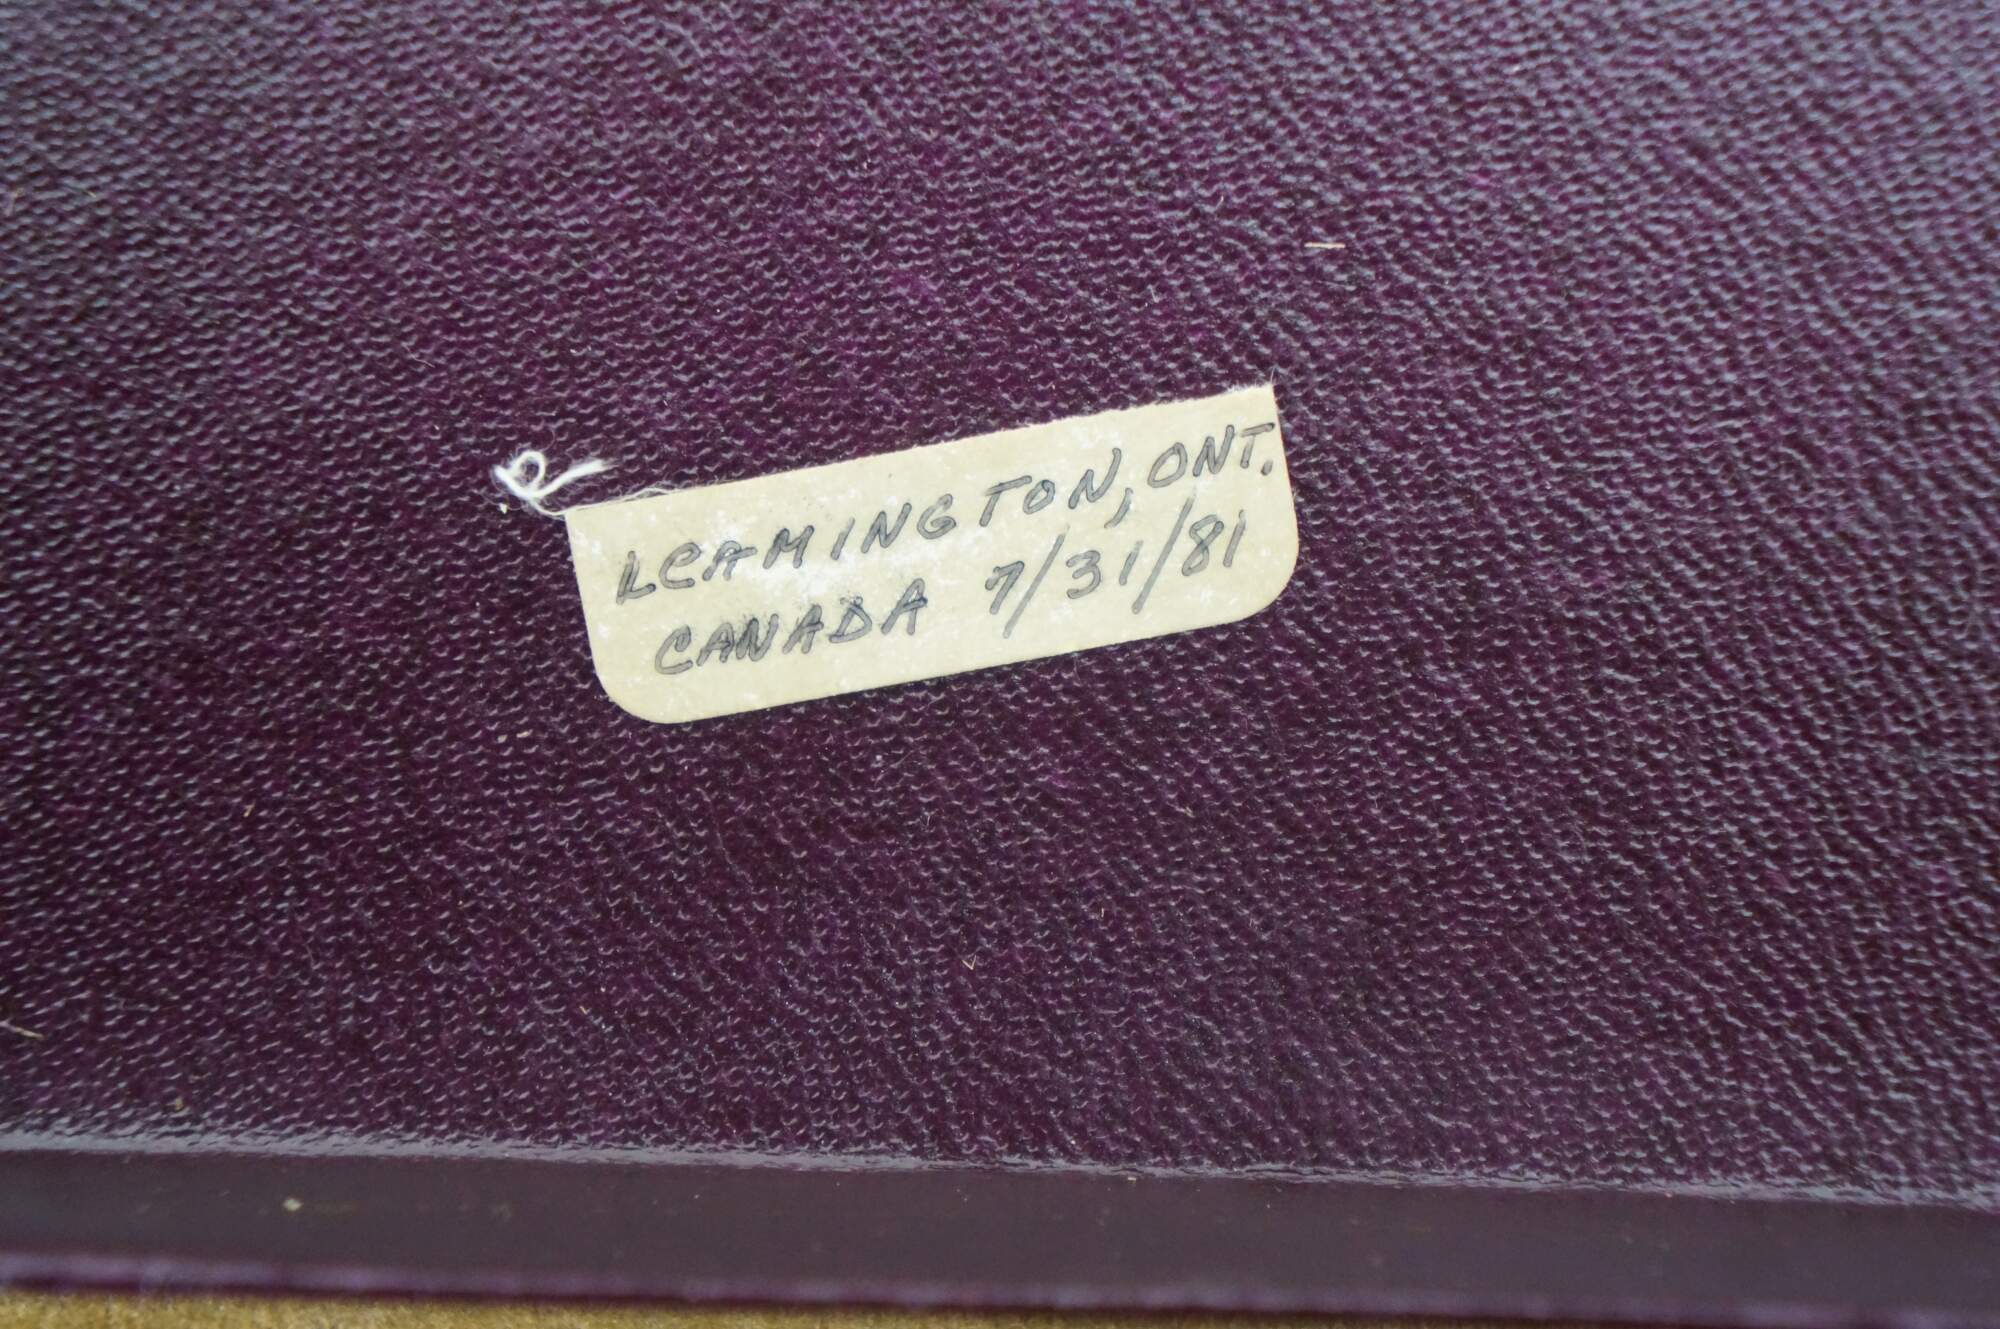 LEAMINGTON, ONT.
CANADA 7/31/81